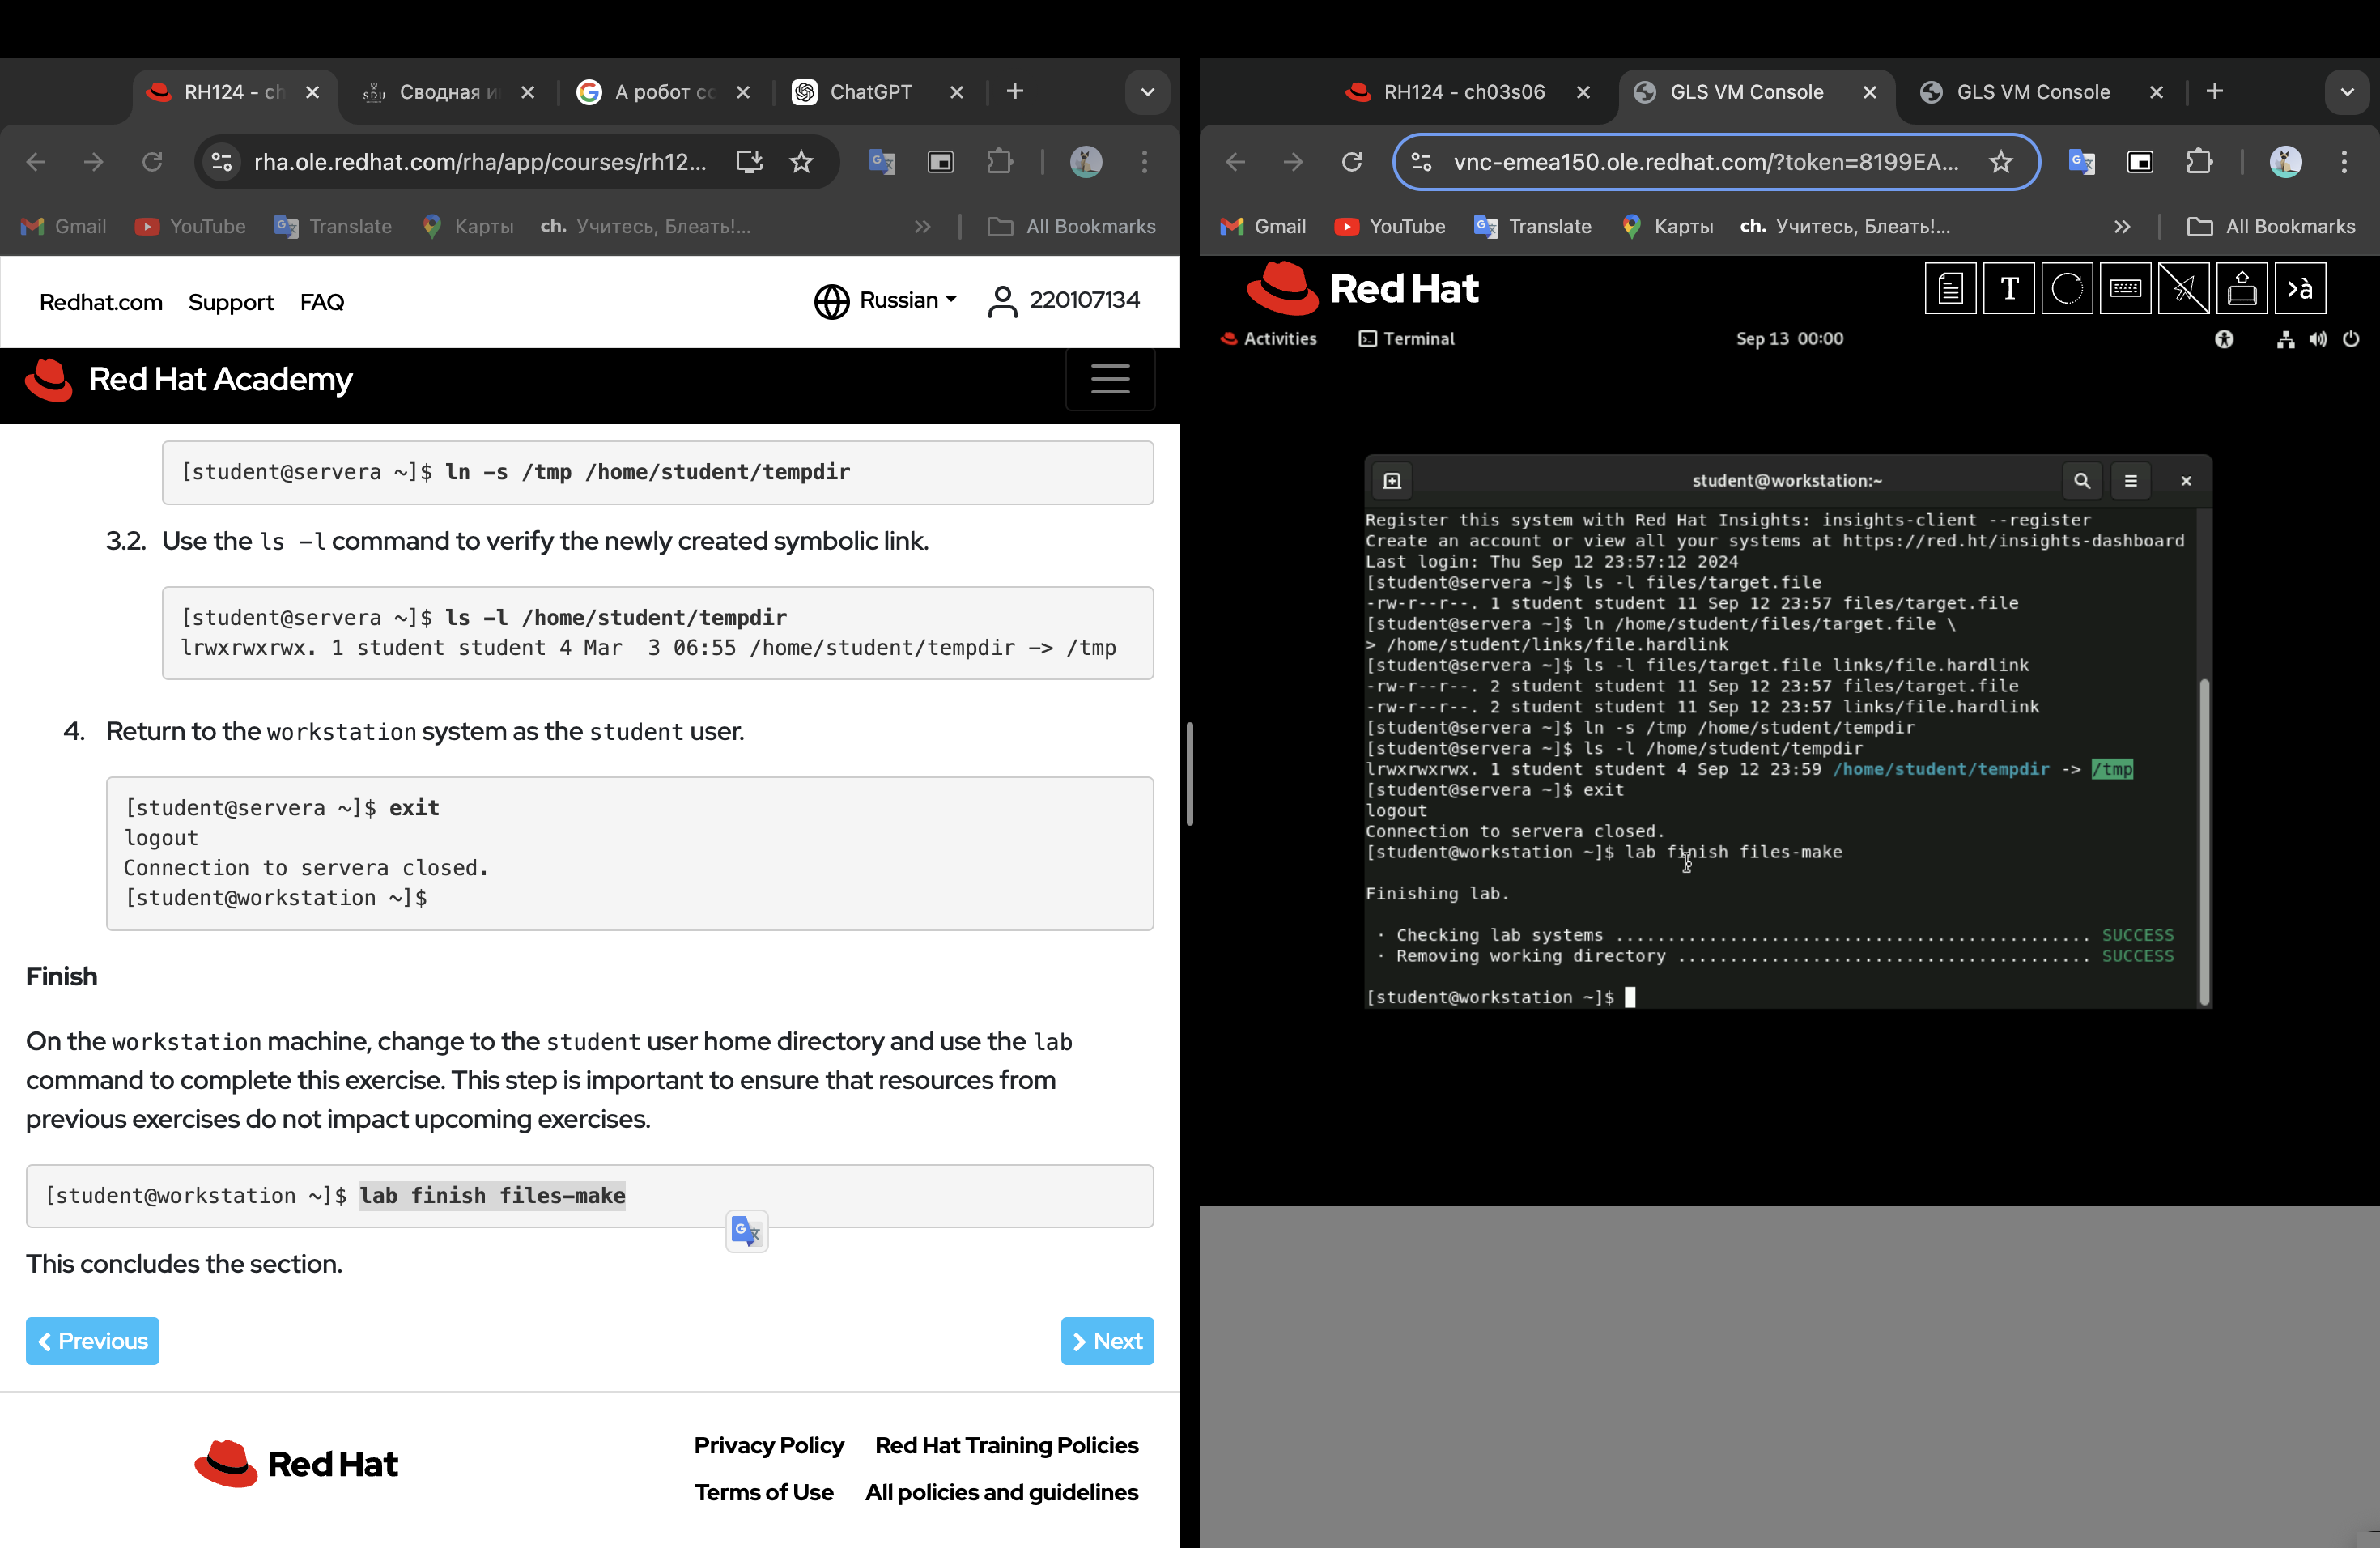 RH124 - ch
Сводная и
А робот со
ChatGPT
rha.ole.redhat.com/rha/app/courses/rh12...
Gmail
YouTube
Translate
Карты
ch. Учитесь, Блеать!...
All Bookmarks
Redhat.com
Support
FAQ
Russian
220107134
Red Hat Academy
[student@servera ~]$ ln -s /tmp /home/student/tempdir
3.2. Use the ls -l command to verify the newly created symbolic link.
[student@servera ~]$ ls -l /home/student/tempdir
lrwxrwxrwx. 1 student student 4 Mar  3 06:55 /home/student/tempdir -> /tmp
4. Return to the workstation system as the student user.
[student@servera ~]$ exit
logout
Connection to servera closed.
[student@workstation ~]$
Finish
On the workstation machine, change to the student user home directory and use the lab
command to complete this exercise. This step is important to ensure that resources from
previous exercises do not impact upcoming exercises.
[student@workstation ~]$ lab finish files-make
This concludes the section.
Previous
Next
Red Hat
Privacy Policy
Red Hat Training Policies
Terms of Use
All policies and guidelines
RH124 - ch03s06
GLS VM Console
GLS VM Console
vnc-emea150.ole.redhat.com/?token=8199EA...
Gmail
YouTube
Translate
Карты
ch. Учитесь, Блеать!...
All Bookmarks
Red Hat
T
>à
Activities
Terminal
Sep 13 00:00
student@workstation:~
Register this system with Red Hat Insights: insights-client --register
Create an account or view all your systems at https://red.ht/insights-dashboard
Last login: Thu Sep 12 23:57:12 2024
[student@servera ~]$ ls -l files/target.file
-rw-r--r--. 1 student student 11 Sep 12 23:57 files/target.file
[student@servera ~]$ ln /home/student/files/target.file \
> /home/student/links/file.hardlink
[student@servera ~]$ ls -l files/target.file links/file.hardlink
-rw-r--r--. 2 student student 11 Sep 12 23:57 files/target.file
-rw-r--r--. 2 student student 11 Sep 12 23:57 links/file.hardlink
[student@servera ~]$ ln -s /tmp /home/student/tempdir
[student@servera ~]$ ls -l /home/student/tempdir
lrwxrwxrwx. 1 student student 4 Sep 12 23:59 /home/student/tempdir -> /tmp
[student@servera ~]$ exit
logout
Connection to servera closed.
[student@workstation ~]$ lab finish files-make
Finishing lab.
· Checking lab systems .............................................. SUCCESS
· Removing working directory ........................................ SUCCESS
[student@workstation ~]$